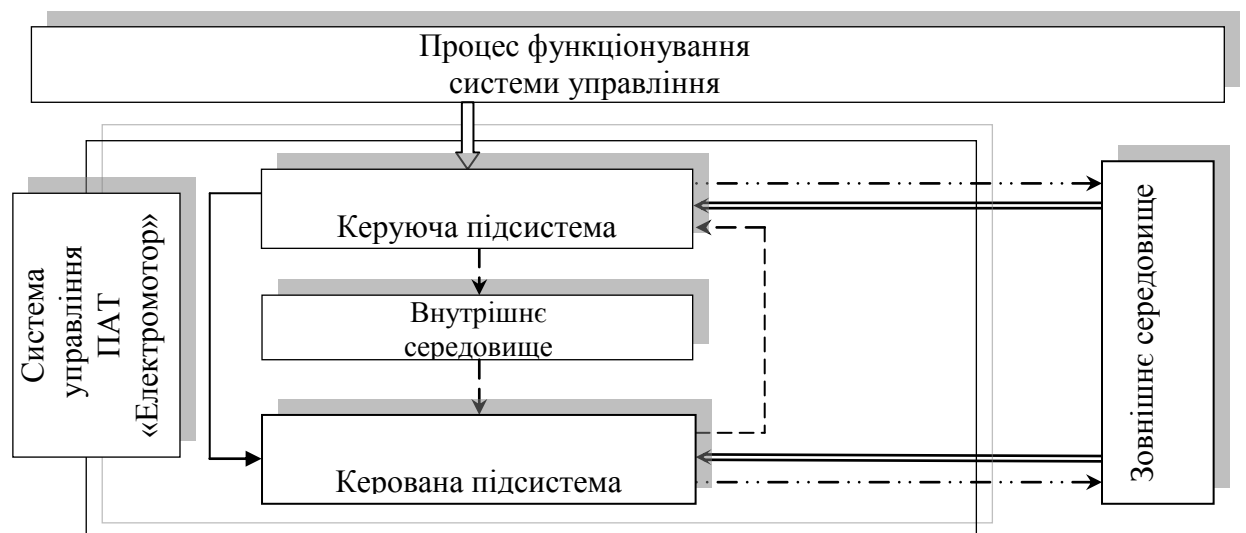 Процес функціонування
системи управління
Система
управління
ПАТ
«Електромотор»
Керуюча підсистема
Внутрішнє
середовище
Керована підсистема
Зовнішнє середовище